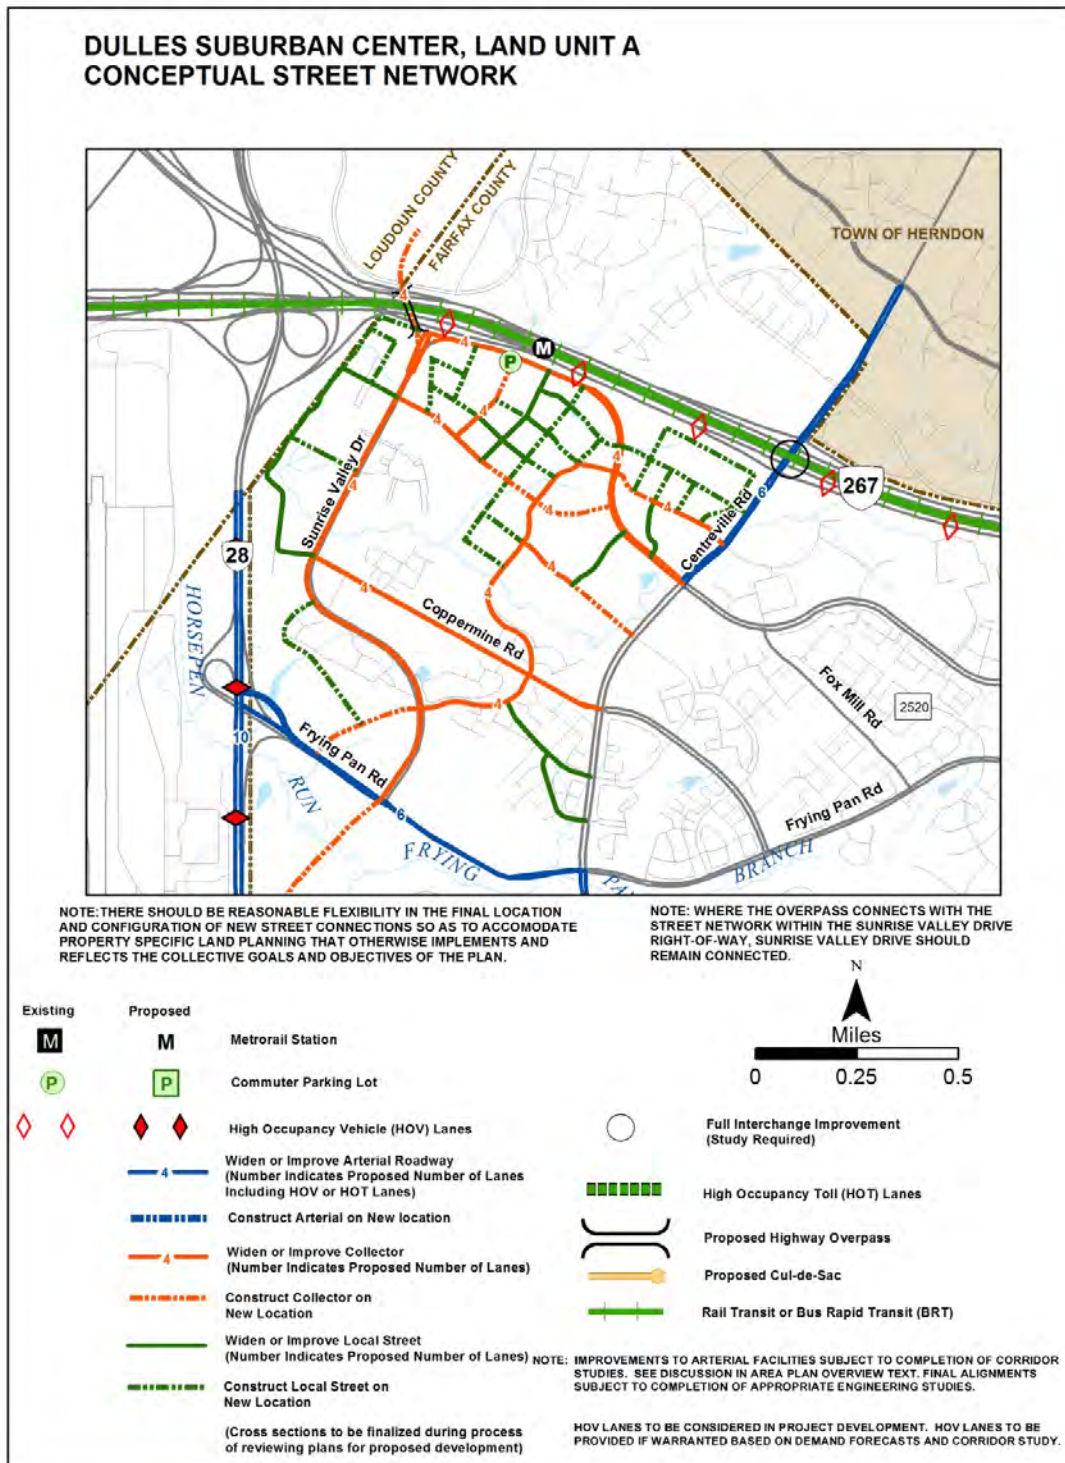 DULLES SUBURBAN CENTER, LAND UNIT A
CONCEPTUAL STREET NETWORK
LOUDOUN COUNTY
FAIRFAX COUNTY
TOWN OF HERNDON
4
4
M
P
267
4
4
4
4
4
6
Sunrise Valley Dr
4
Centreville Rd
28
4
4
4
Coppermine Rd
HORSEPEN
RUN
Fox Mill Rd
2520
4
10
Frying Pan Rd
6
Frying Pan Rd
FRYING
PAN
BRANCH
NOTE: THERE SHOULD BE REASONABLE FLEXIBILITY IN THE FINAL LOCATION
AND CONFIGURATION OF NEW STREET CONNECTIONS SO AS TO ACCOMODATE
PROPERTY SPECIFIC LAND PLANNING THAT OTHERWISE IMPLEMENTS AND
REFLECTS THE COLLECTIVE GOALS AND OBJECTIVES OF THE PLAN.
NOTE: WHERE THE OVERPASS CONNECTS WITH THE
STREET NETWORK WITHIN THE SUNRISE VALLEY DRIVE
RIGHT-OF-WAY, SUNRISE VALLEY DRIVE SHOULD
REMAIN CONNECTED.
N
Miles
0 0.25 0.5
Existing Proposed
M M Metrorail Station
P P Commuter Parking Lot
High Occupancy Vehicle (HOV) Lanes
4 Widen or Improve Arterial Roadway
(Number Indicates Proposed Number of Lanes
Including HOV or HOT Lanes)
Construct Arterial on New location
4 Widen or Improve Collector
(Number Indicates Proposed Number of Lanes)
Construct Collector on
New Location
Widen or Improve Local Street
(Number Indicates Proposed Number of Lanes)
Construct Local Street on
New Location
(Cross sections to be finalized during process
of reviewing plans for proposed development)
Full Interchange Improvement
(Study Required)
High Occupancy Toll (HOT) Lanes
Proposed Highway Overpass
Proposed Cul-de-Sac
Rail Transit or Bus Rapid Transit (BRT)
NOTE: IMPROVEMENTS TO ARTERIAL FACILITIES SUBJECT TO COMPLETION OF CORRIDOR
STUDIES. SEE DISCUSSION IN AREA PLAN OVERVIEW TEXT. FINAL ALIGNMENTS
SUBJECT TO COMPLETION OF APPROPRIATE ENGINEERING STUDIES.
HOV LANES TO BE CONSIDERED IN PROJECT DEVELOPMENT. HOV LANES TO BE
PROVIDED IF WARRANTED BASED ON DEMAND FORECASTS AND CORRIDOR STUDY.